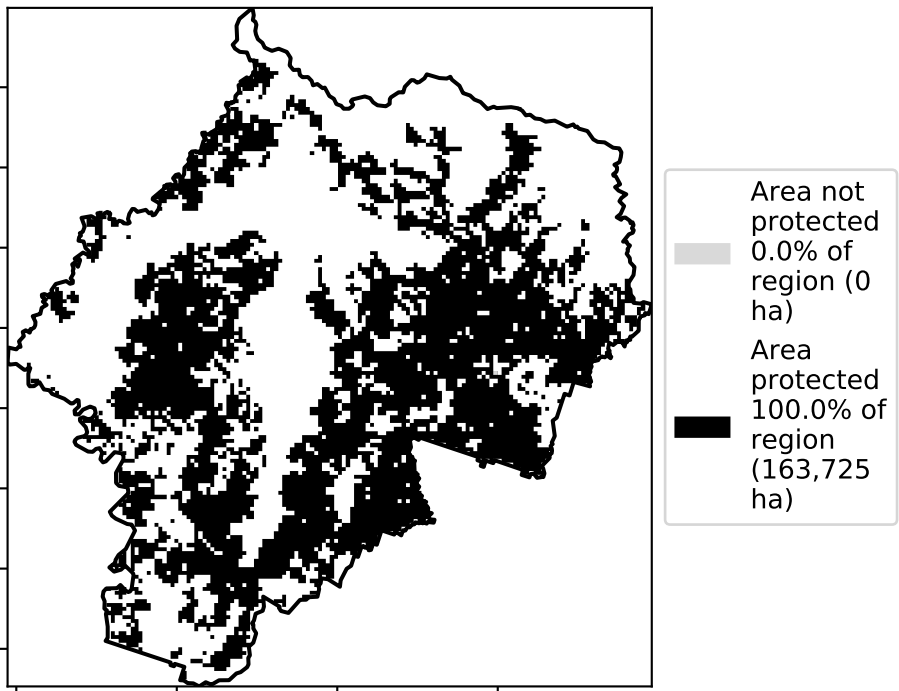 Area not
protected
0.0% of
region (0
ha)
Area
protected
100.0% of
region
(163,725
ha)